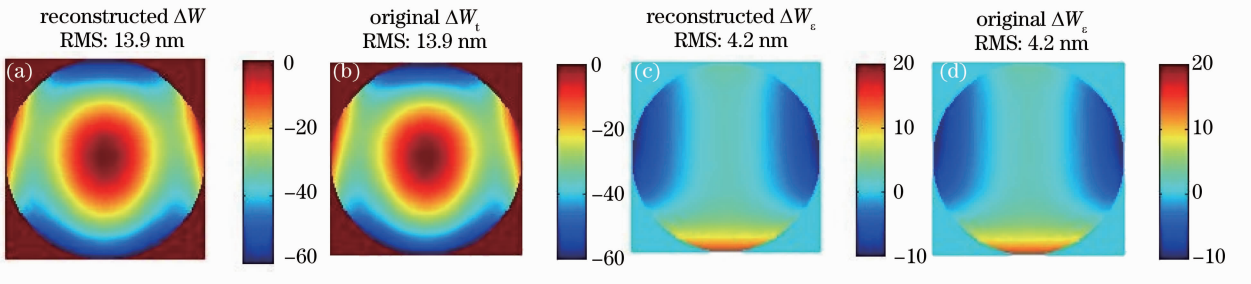 reconstructed ΔW
RMS: 13.9 nm
original ΔWt
RMS: 13.9 nm
reconstructed ΔWε
RMS: 4.2 nm
original ΔWε
RMS: 4.2 nm
(a)
0
−20
−40
−60
(b)
0
−20
−40
−60
(c)
20
10
0
−10
(d)
20
10
0
−10